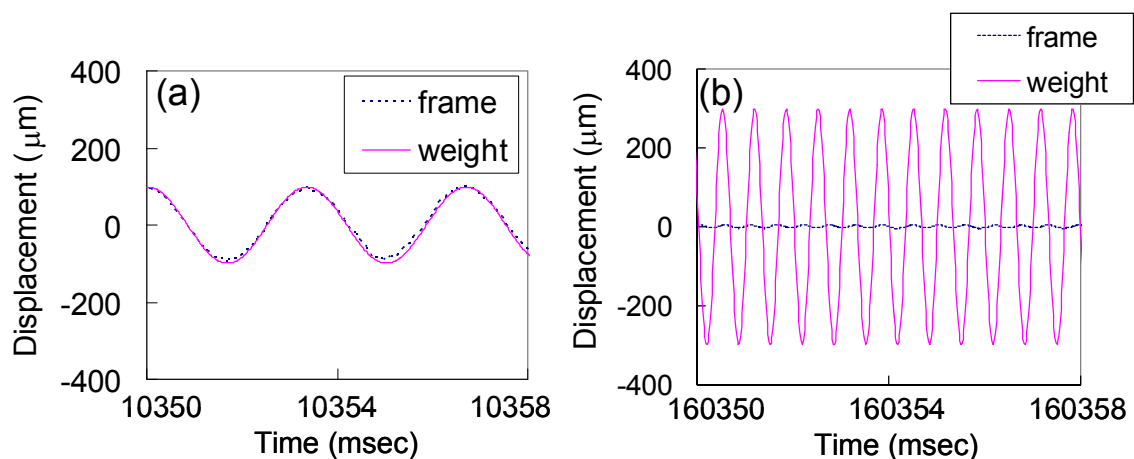 (a)
frame
weight
400
200
0
-200
-400
Displacement (μm)
10350 10354 10358
Time (msec)
(b)
frame
weight
400
200
0
-200
-400
Displacement (μm)
160350 160354 160358
Time (msec)